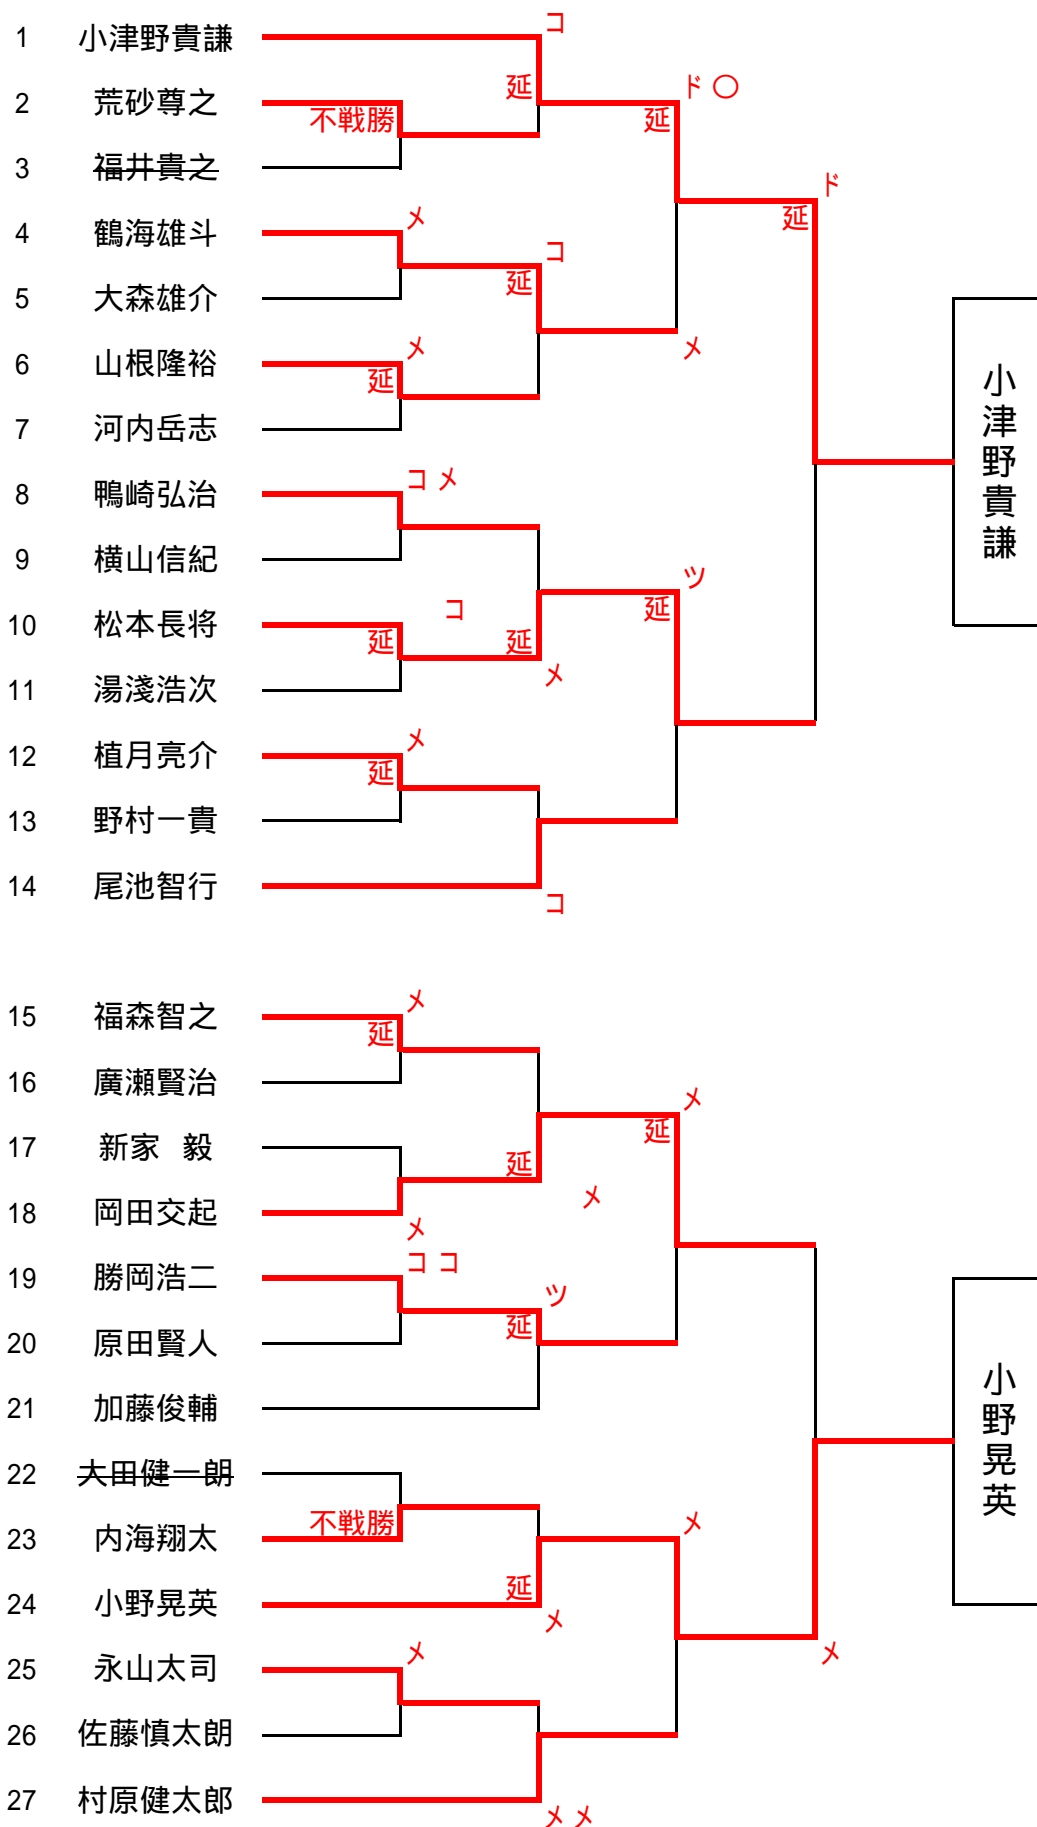 コ
1 小津野貴謙
延 ド〇
2 荒砂尊之 不戦勝 延
3 福井貴之
ド
4 鶴海雄斗 メ 延
コ
延
5 大森雄介
6 山根隆裕 メ メ
延
7 河内岳志
小津野貴謙
8 鴨崎弘治 コメ
9 横山信紀
ツ
10 松本長将 コ 延
延 延
11 湯淺浩次 メ
12 植月亮介 メ
延
13 野村一貴
14 尾池智行
コ
15 福森智之 メ
延
16 廣瀬賢治
メ
17 新家 毅 延
延
18 岡田交起 メ
メ
19 勝岡浩二 ココ
ツ
20 原田賢人 延
21 加藤俊輔
小野晃英
22 大田健一朗
23 内海翔太 不戦勝 メ
24 小野晃英 延
メ
25 永山太司 メ メ
26 佐藤慎太朗
27 村原健太郎
メメ